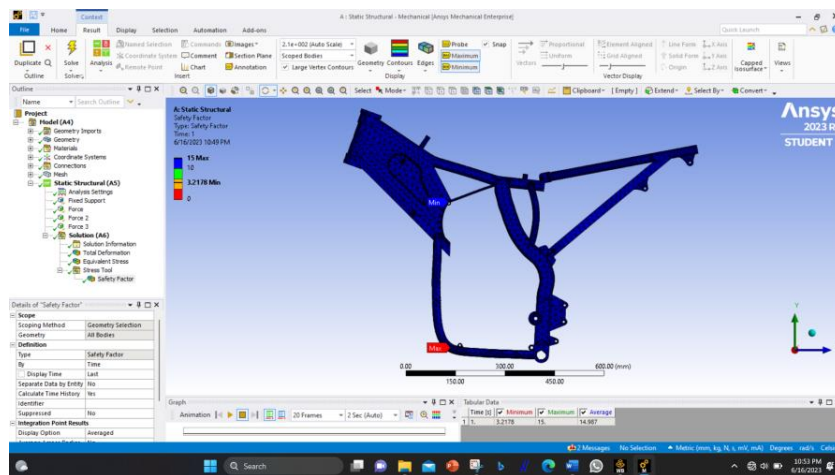 Context
A : Static Structural - Mechanical [Ansys Mechanical Enterprise]
File Home Result Display Selection Automation Add-ons
Quick Launch
Duplicate
Outline
Solve
Solver
Analysis
Named Selection
Coordinate System
Remote Point
Commands
Comment
Chart
Images
Section Plane
Annotation
Insert
2.1e+002 (Auto Scale)
Scoped Bodies
Large Vertex Contours
Geometry Contours Edges
Display
Probe
Maximum
Minimum
Snap
Vectors
Proportional
Uniform
Element Aligned
Grid Aligned
Line Form
Solid Form
Origin
Vector Display
Capped
Isosurface
Views
Outline
Name Search Outline
Select Mode Clipboard [ Empty ] Extend Select By Convert
Project
Model (A4)
Geometry Imports
Geometry
Materials
Coordinate Systems
Connections
Mesh
Static Structural (A5)
Analysis Settings
Fixed Support
Force
Force 2
Force 3
Solution (A6)
Solution Information
Total Deformation
Equivalent Stress
Stress Tool
Safety Factor
A: Static Structural
Safety Factor
Type: Safety Factor
Time: 1
6/16/2023 10:49 PM
15 Max
10
3.2178 Min
0
Ansys
2023 R
STUDENT
Min
Max
0.00 300.00 600.00 (mm)
150.00 450.00
Y
Details of "Safety Factor"
Scope
Scoping Method Geometry Selection
Geometry All Bodies
Definition
Type Safety Factor
By Time
Display Time Last
Separate Data by Entity No
Calculate Time History Yes
Identifier
Suppressed No
Integration Point Results
Display Option Averaged
Graph
Animation 20 Frames 2 Sec (Auto)
Tabular Data
Time [s] Minimum Maximum Average
1 1. 3.2178 15. 14.987
2 Messages No Selection Metric (mm, kg, N, s, mV, mA) Degrees rad/s
Search
10:53 PM
6/16/2023